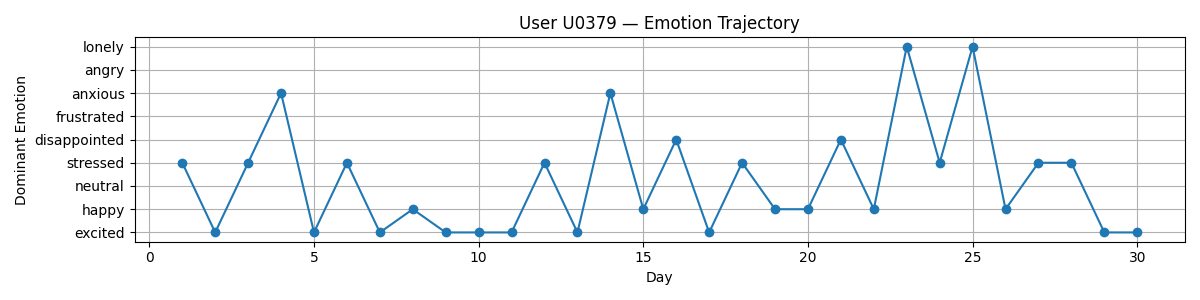 User U0379 — Emotion Trajectory
Dominant Emotion
lonely
angry
anxious
frustrated
disappointed
stressed
neutral
happy
excited
0 5 10 15 20 25 30
Day